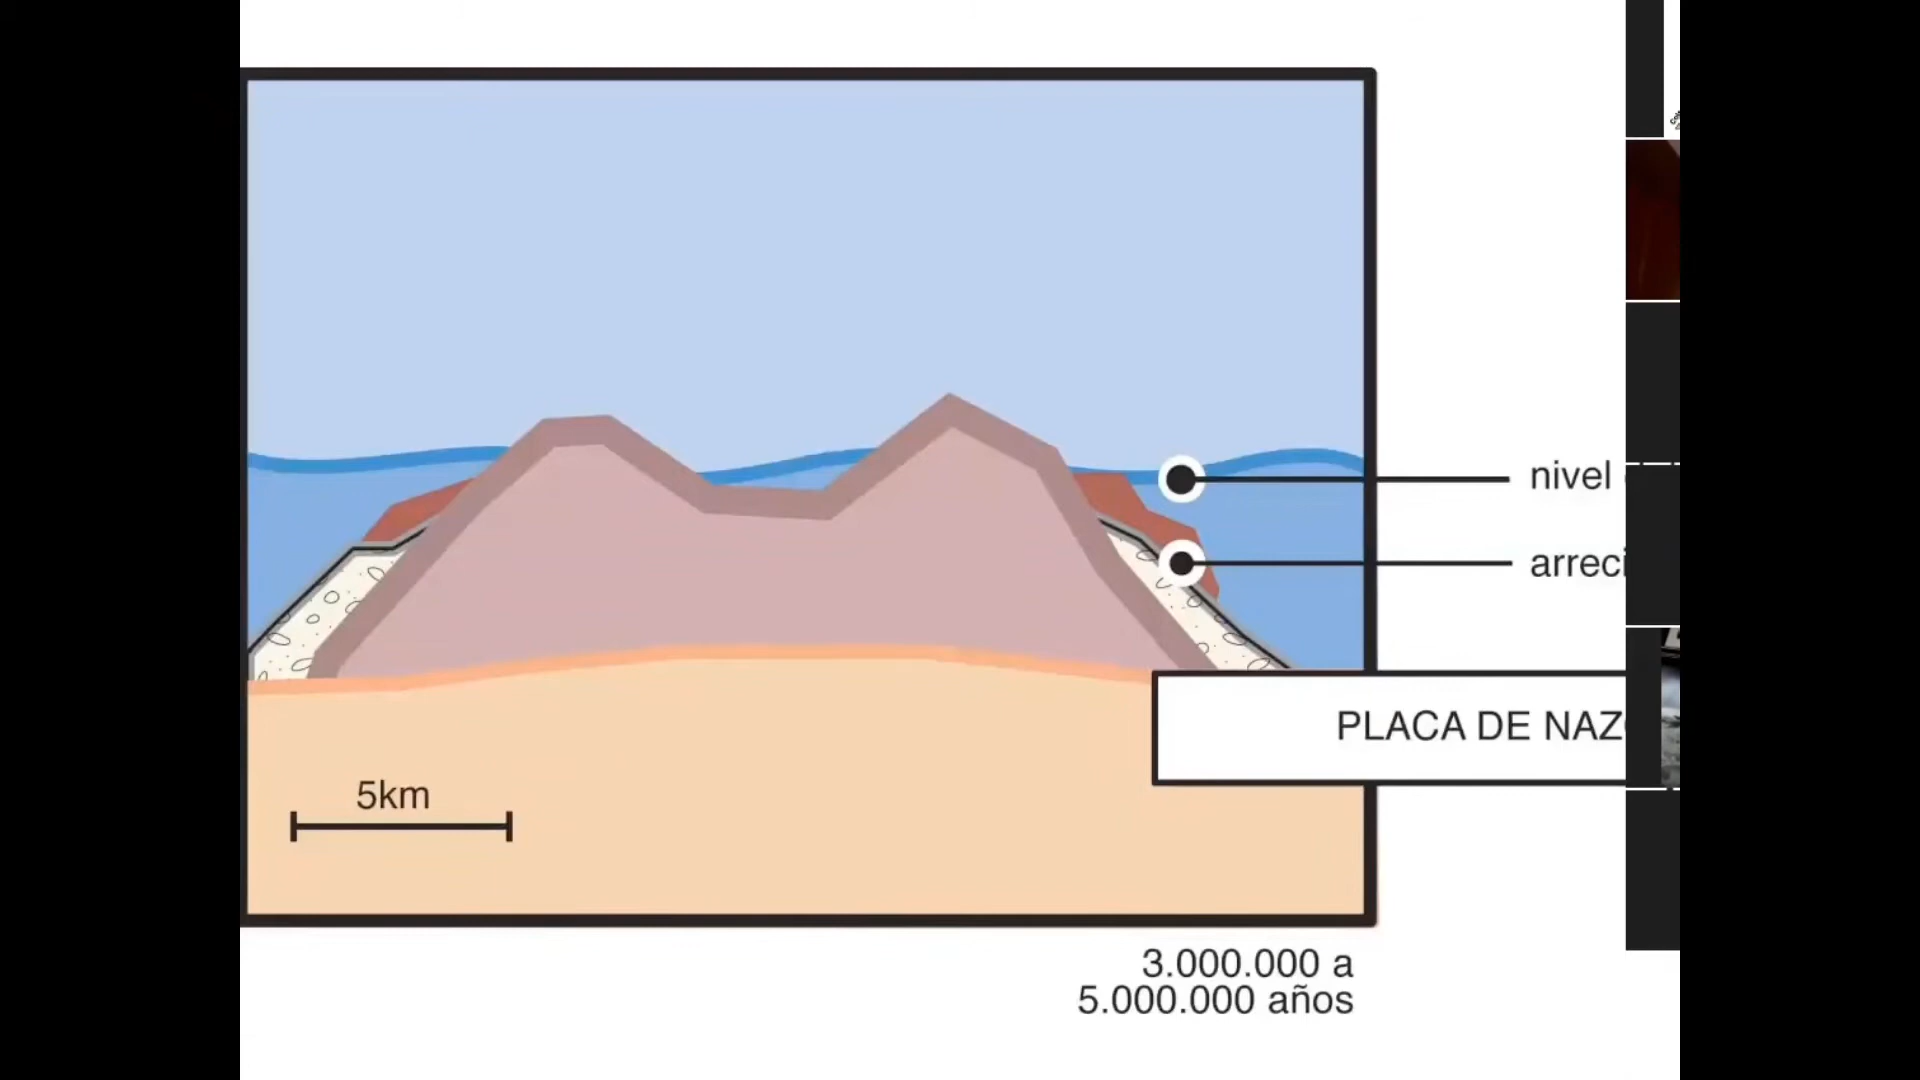 nivel
arreci
PLACA DE NAZ
5km
3.000.000 a
5.000.000 años